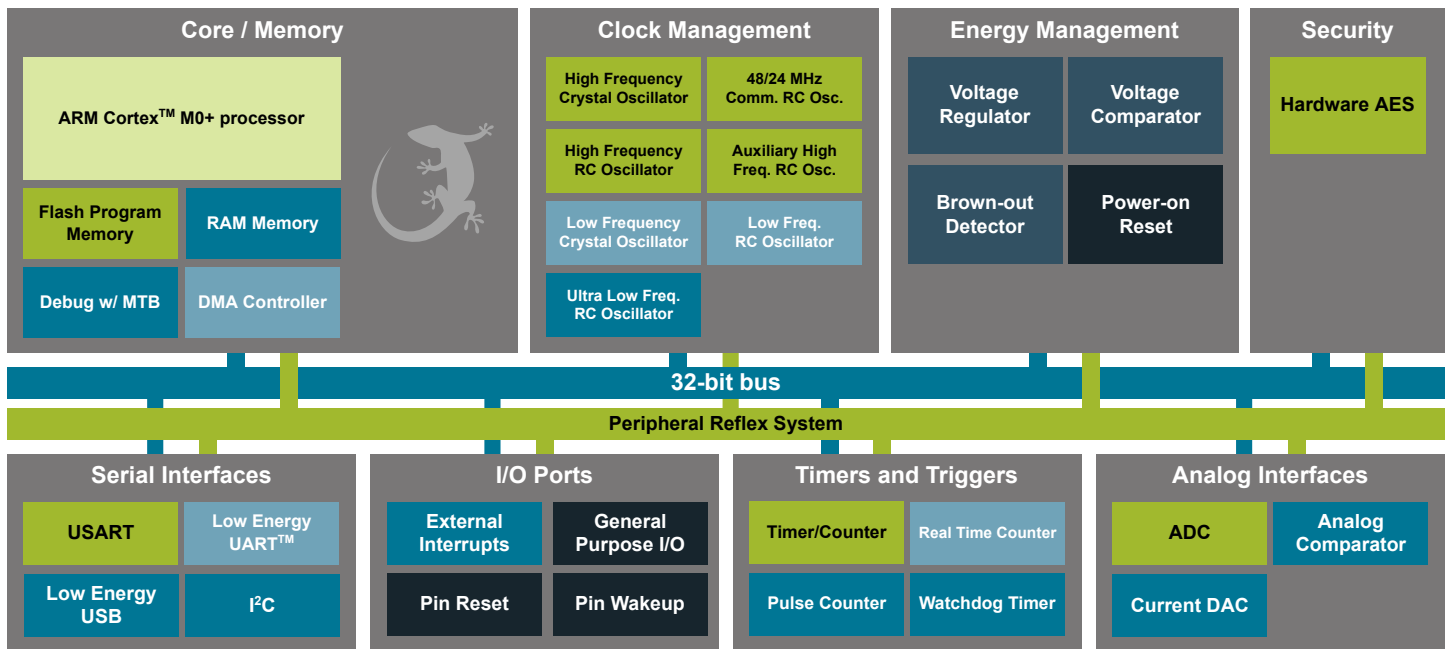 Core / Memory
ARM Cortex™ M0+ processor
Flash Program
Memory
RAM Memory
Debug w/ MTB
DMA Controller
Clock Management
High Frequency
Crystal Oscillator
48/24 MHz
Comm. RC Osc.
High Frequency
RC Oscillator
Auxiliary High
Freq. RC Osc.
Low Frequency
Crystal Oscillator
Low Freq.
RC Oscillator
Ultra Low Freq.
RC Oscillator
Energy Management
Voltage
Regulator
Voltage
Comparator
Brown-out
Detector
Power-on
Reset
Security
Hardware AES
32-bit bus
Peripheral Reflex System
Serial Interfaces
USART
Low Energy
UART™
Low Energy
USB
I²C
I/O Ports
External
Interrupts
General
Purpose I/O
Pin Reset
Pin Wakeup
Timers and Triggers
Timer/Counter
Real Time Counter
Pulse Counter
Watchdog Timer
Analog Interfaces
ADC
Analog
Comparator
Current DAC